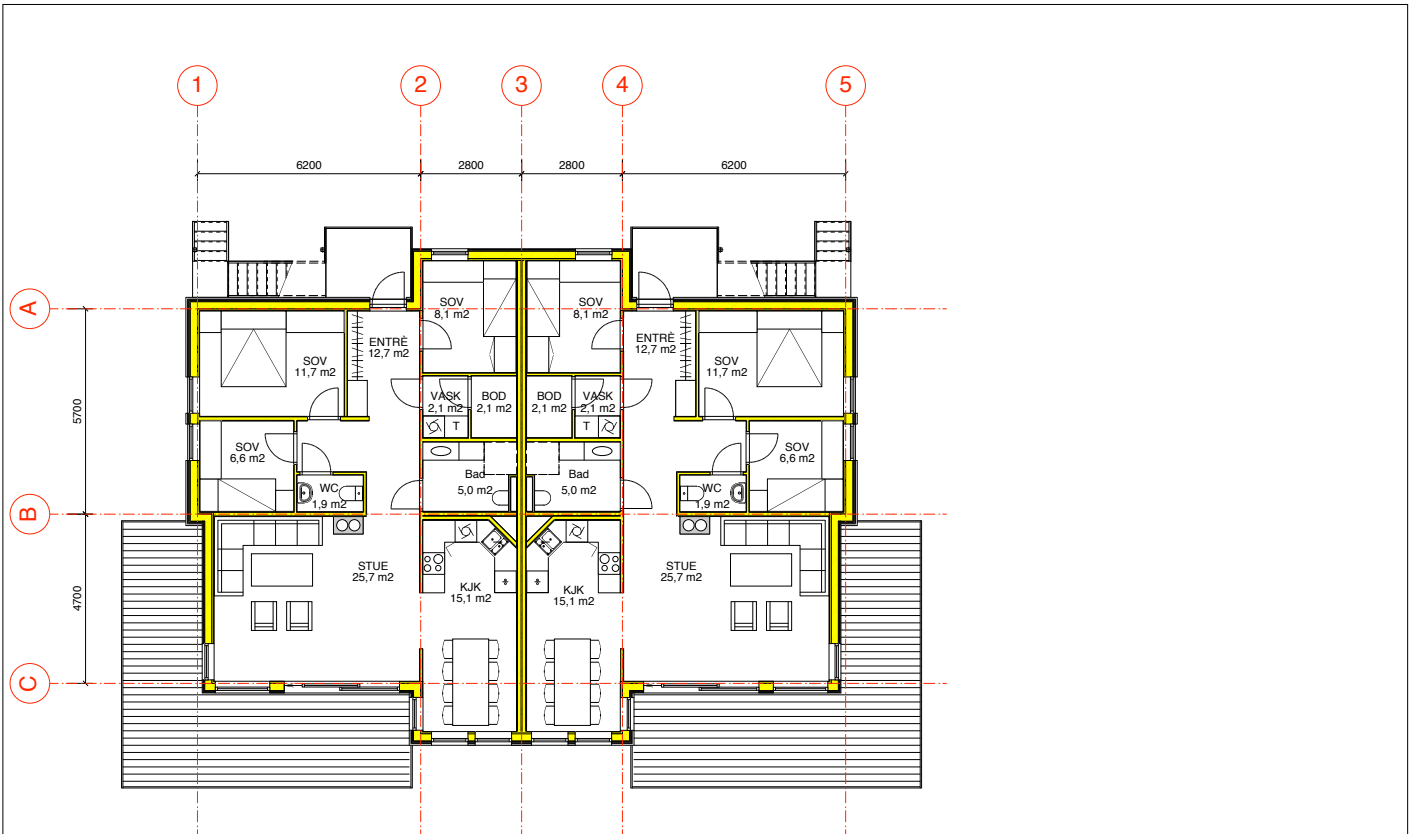 1 2 3 4 5
6200 2800 2800 6200
A
SOV
8,1 m2
SOV
8,1 m2
ENTRÈ
12,7 m2
ENTRÈ
12,7 m2
SOV
11,7 m2
SOV
11,7 m2
5700
VASK
2,1 m2
BOD
2,1 m2
BOD
2,1 m2
VASK
2,1 m2
T
T
SOV
6,6 m2
SOV
6,6 m2
Bad
5,0 m2
Bad
5,0 m2
WC
1,9 m2
WC
1,9 m2
B
STUE
25,7 m2
STUE
25,7 m2
KJK
15,1 m2
KJK
15,1 m2
4700
C